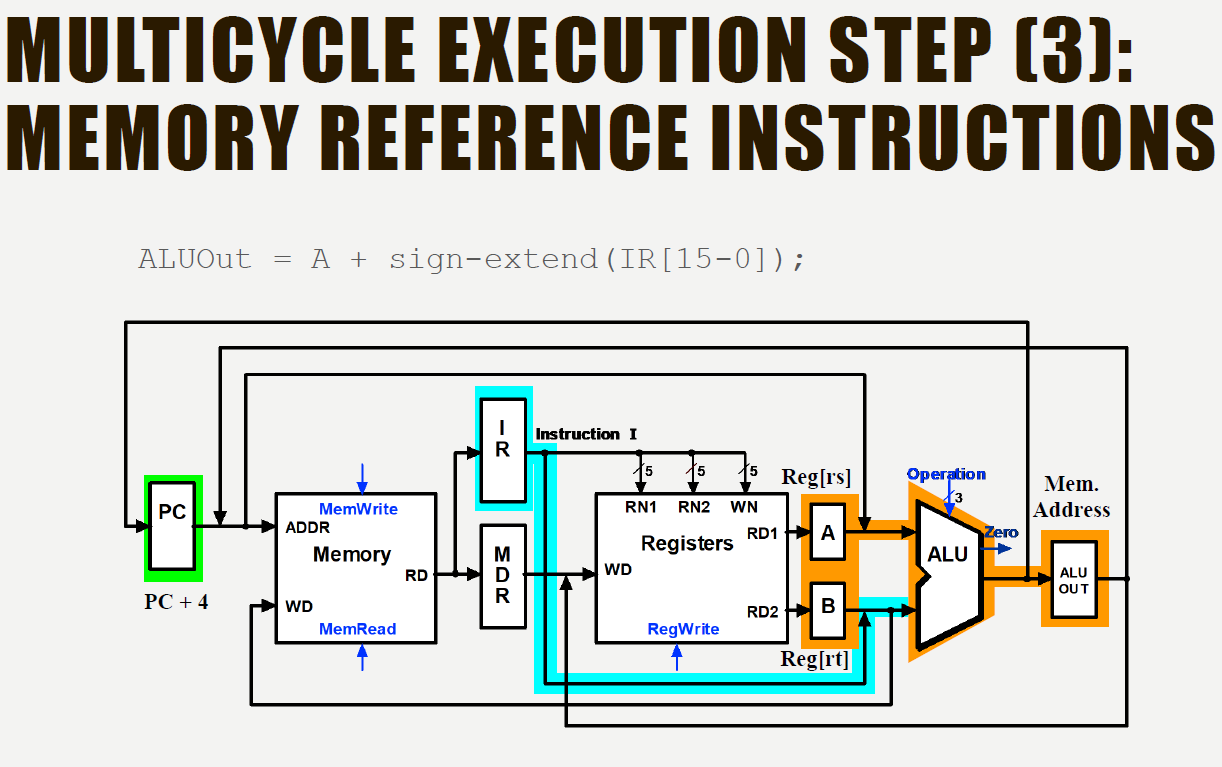 MULTICYCLE EXECUTION STEP (3):
MEMORY REFERENCE INSTRUCTIONS
ALUOut = A + sign-extend(IR[15-0]);
I
R
Instruction I
5
5
5
RN1
RN2
WN
Registers
RD1
WD
RD2
RegWrite
PC
PC + 4
MemWrite
ADDR
Memory
RD
WD
MemRead
M
D
R
Reg[rs]
A
B
Reg[rt]
Operation
3
Zero
ALU
Mem.
Address
ALU
OUT